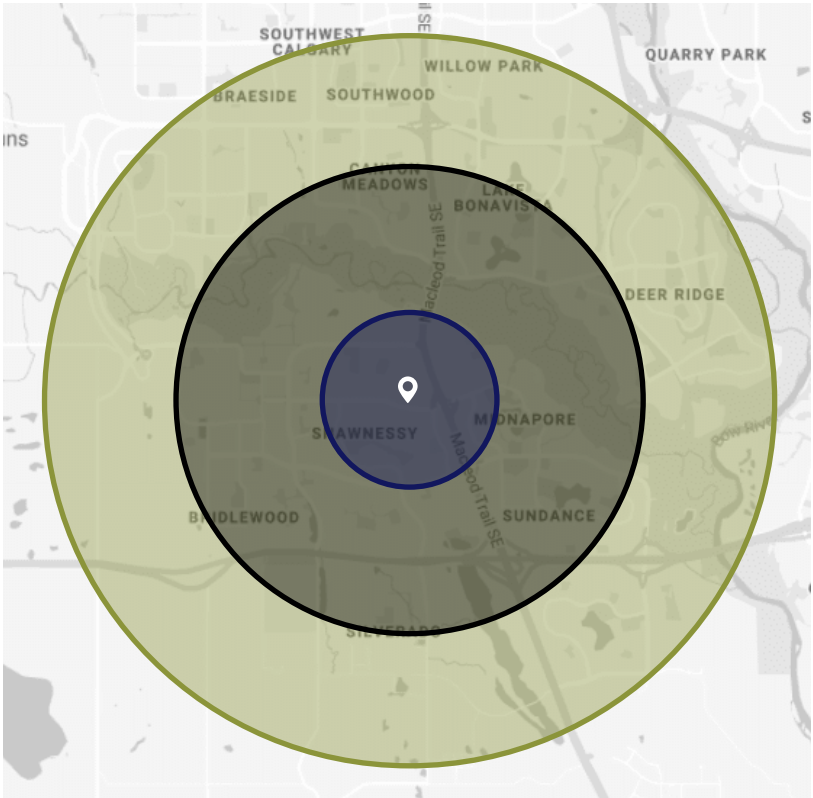 SOUTHWEST
CALGARY
WILLOW PARK
QUARRY PARK
BRAESIDE
SOUTHWOOD
CANYON
MEADOWS
LAKE
BONAVISTA
Macleod Trail SE
DEER RIDGE
MIDNAPORE
SHAWNESSY
Bow River
Macleod Trail SE
BRIDLEWOOD
SUNDANCE
SILVERADO